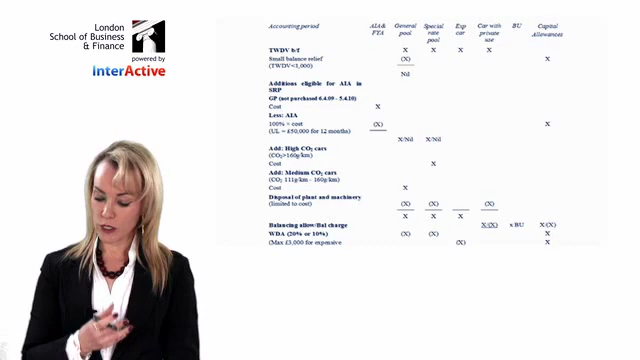 London
School of Business
& Finance
powered by
InterActive
Accounting period AIA & FYA General pool Special rate pool Exp car Car with private use BU Capital Allowances
TWDV b/f X X X X
Small balance relief (X) X
(TWDV<1,000)
Nil
Additions eligible for AIA in
SRP
GP (not purchased 6.4.09 - 5.4.10)
Cost X
Less: AIA
100% × cost (X) X
(UL = £50,000 for 12 months)
X/Nil X/Nil
Add: High CO2 cars
(CO2>160g/km)
Cost X
Add: Medium CO2 cars
(CO2 111g/km - 160g/km)
Cost X
Disposal of plant and machinery
(limited to cost) (X) (X) (X)
X X X
Balancing allow/Bal charge X/(X) x BU X/(X)
WDA (20% or 10%) (X) (X) X
(Max £3,000 for expensive (X) X